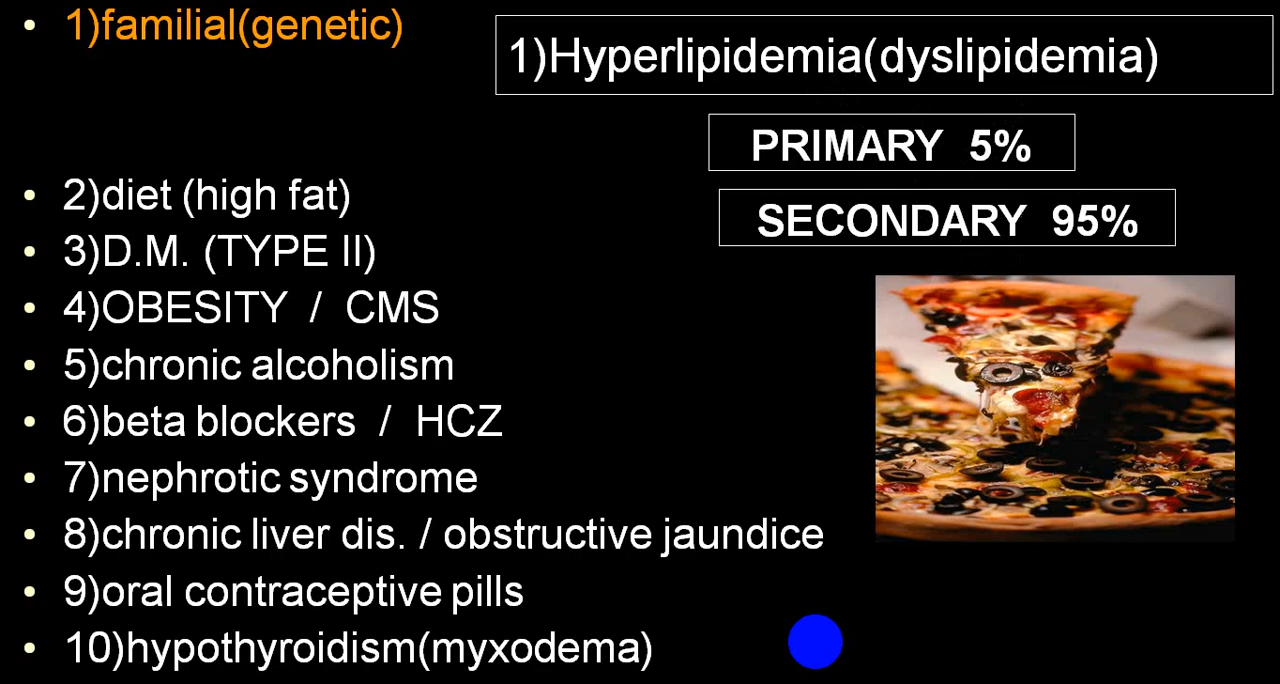 • 1)familial(genetic)
1)Hyperlipidemia(dyslipidemia)
PRIMARY 5%
SECONDARY 95%
• 2)diet (high fat)
• 3)D.M. (TYPE II)
• 4)OBESITY / CMS
• 5)chronic alcoholism
• 6)beta blockers / HCZ
• 7)nephrotic syndrome
• 8)chronic liver dis. / obstructive jaundice
• 9)oral contraceptive pills
• 10)hypothyroidism(myxodema)